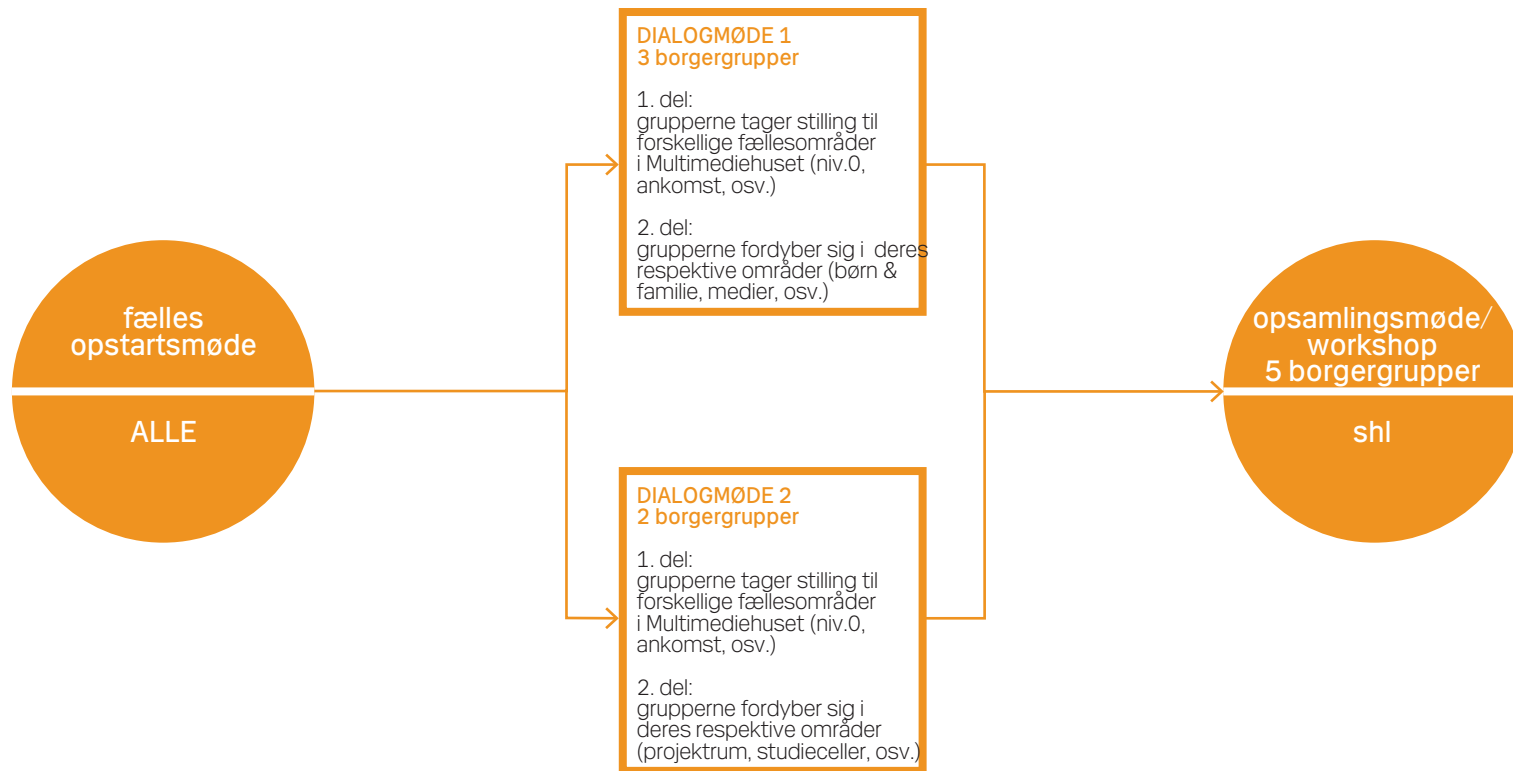 fælles
opstartsmøde
ALLE
DIALOGMØDE 1
3 borgergrupper
1. del:
grupperne tager stilling til
forskellige fællesområder
i Multimediehuset (niv.0,
ankomst, osv.)
2. del:
grupperne fordyber sig i  deres
respektive områder (børn &
familie, medier, osv.)
DIALOGMØDE 2
2 borgergrupper
1. del:
grupperne tager stilling til
forskellige fællesområder
i Multimediehuset (niv.0,
ankomst, osv.)
2. del:
grupperne fordyber sig i
deres respektive områder
(projektrum, studieceller, osv.)
opsamlingsmøde/
workshop
5 borgergrupper
shl